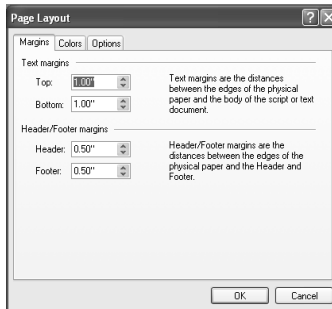 Page Layout
Margins Colors Options
Text margins
Top: 1.00"
Bottom: 1.00"
Text margins are the distances
between the edges of the physical
paper and the body of the script or text
document.
Header/Footer margins
Header: 0.50"
Footer: 0.50"
Header/Footer margins are the
distances between the edges of the
physical paper and the Header and
Footer.
OK Cancel